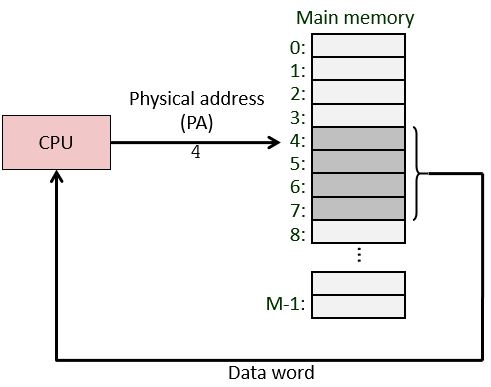 Main memory
0:
1:
Physical address
2:
(PA)
3:
CPU
4
4:
5:
6:
7:
8:
...
M-1:
Data word